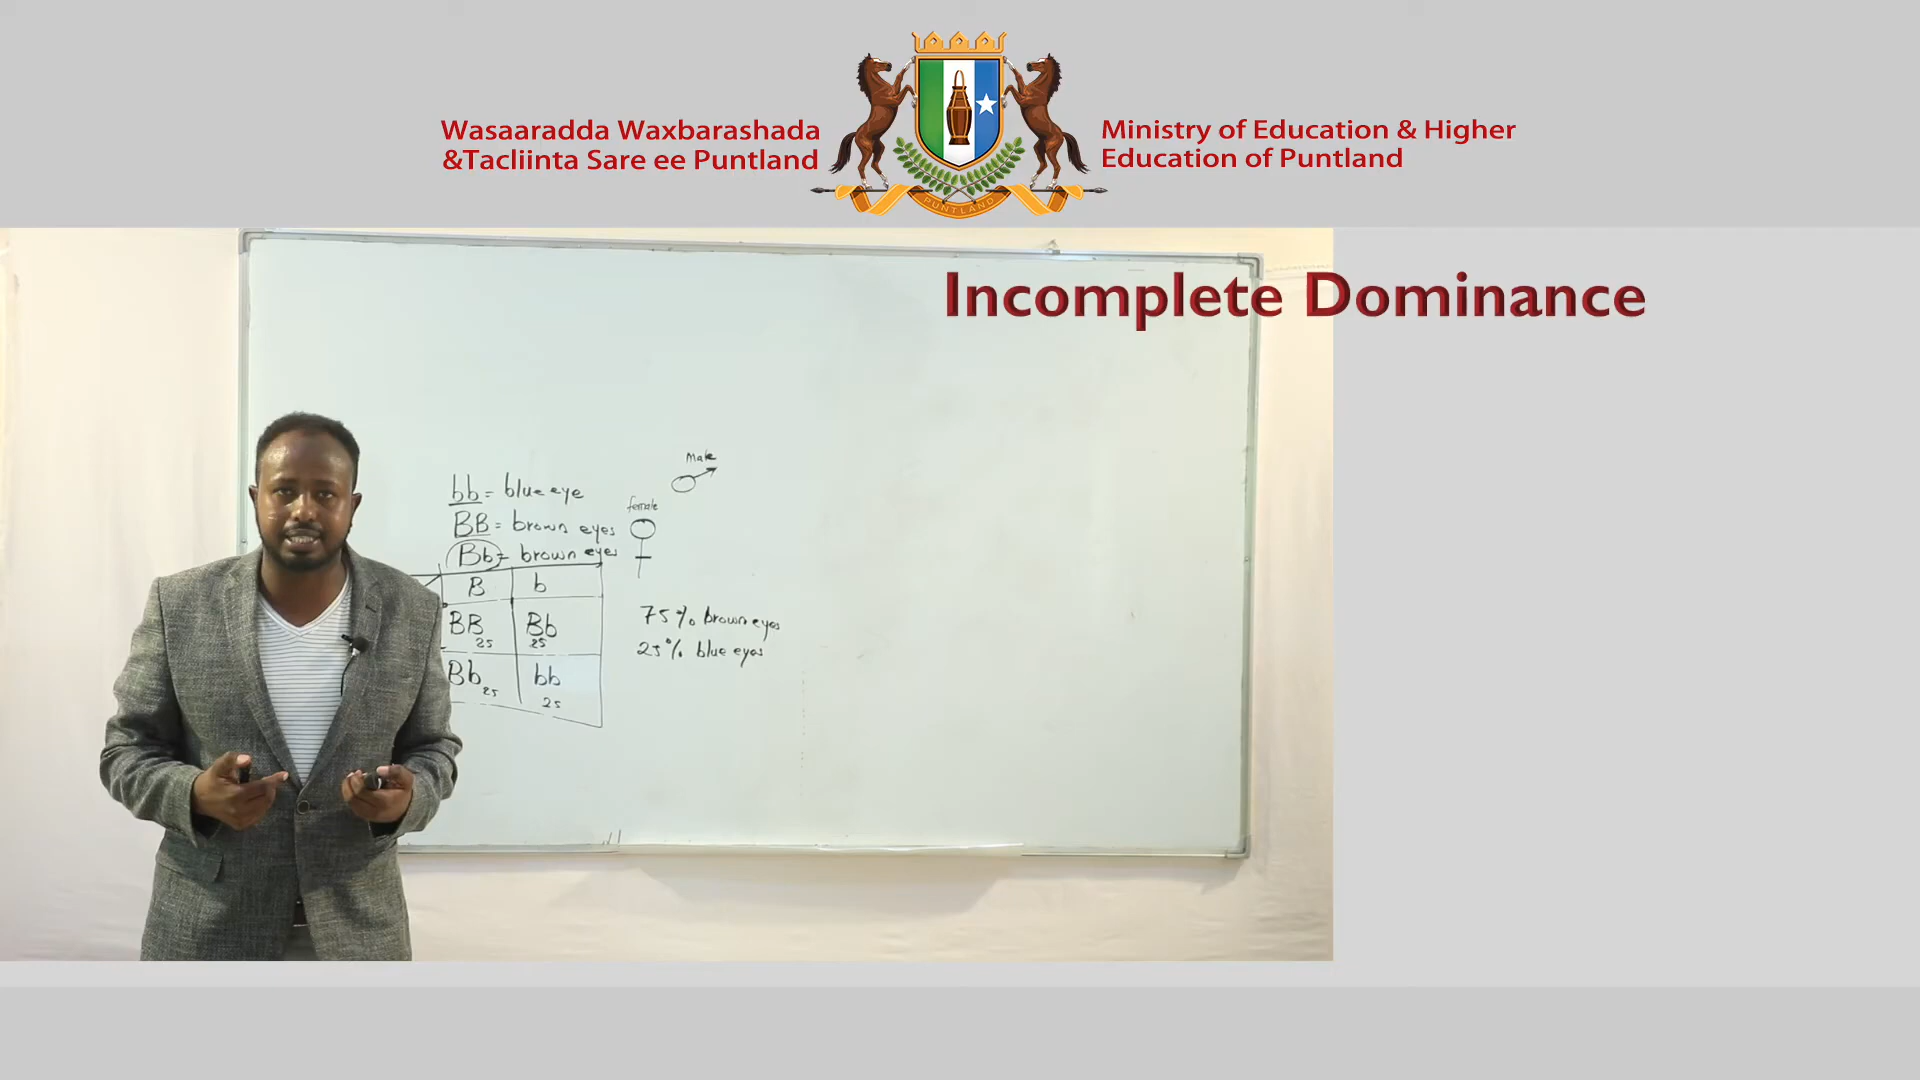 Wasaaradda Waxbarashada
&Tacliinta Sare ee Puntland
PUNTLAND
Ministry of Education & Higher
Education of Puntland
Incomplete Dominance
Male
female
bb = blue eye
BB = brown eyes
Bb = brown eyes
B b
BB 25 Bb 25
Bb 25 bb 25
75% brown eyes
25% blue eyes